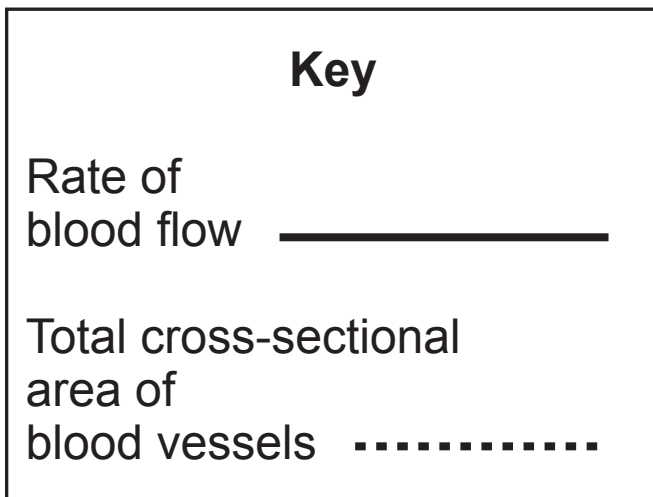 Key
Rate of
blood flow
Total cross-sectional
area of
blood vessels